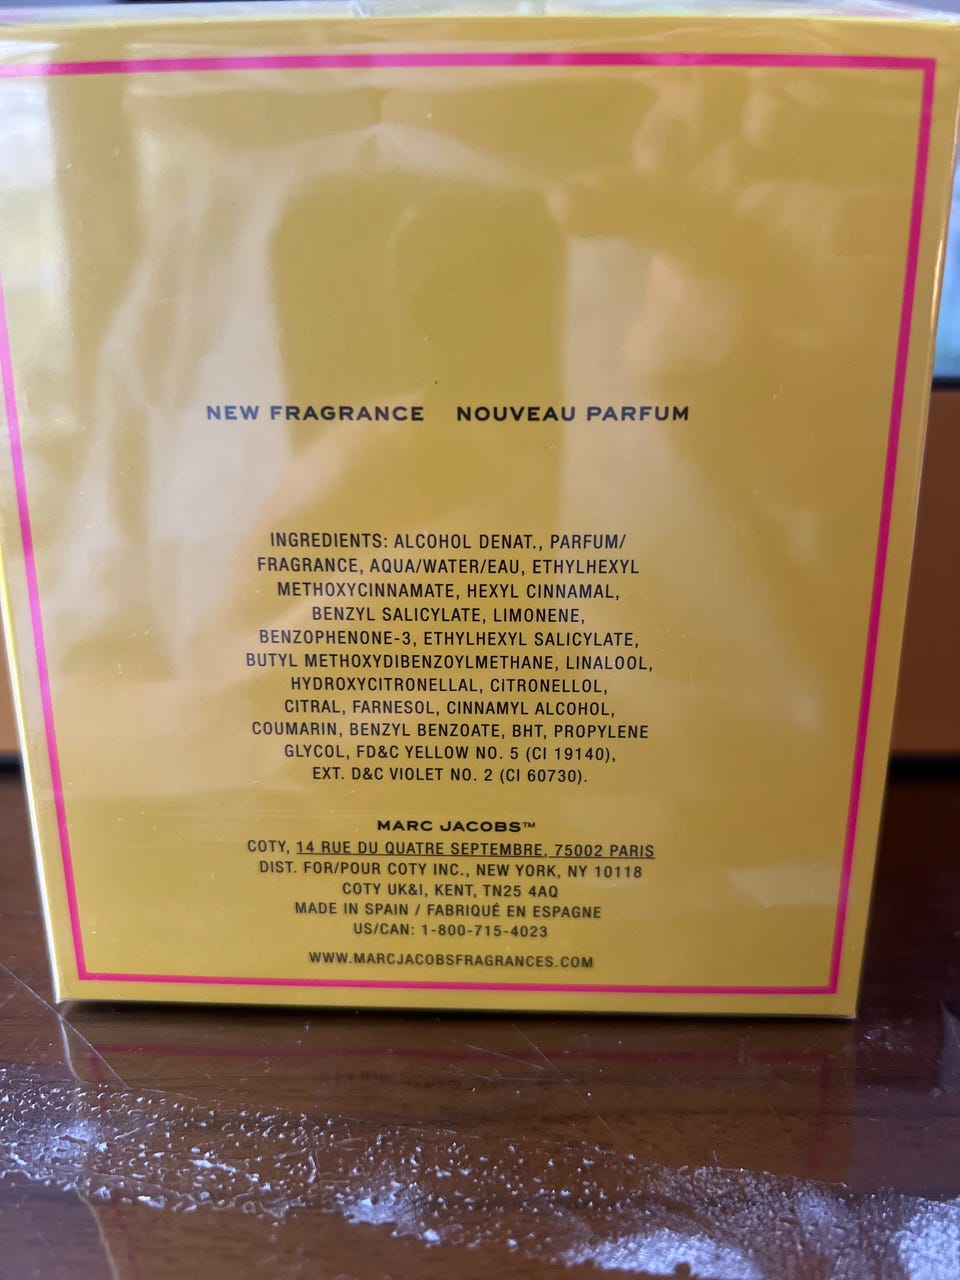 NEW FRAGRANCE NOUVEAU PARFUM
INGREDIENTS: ALCOHOL DENAT., PARFUM/
FRAGRANCE, AQUA/WATER/EAU, ETHYLHEXYL
METHOXYCINNAMATE, HEXYL CINNAMAL,
BENZYL SALICYLATE, LIMONENE,
BENZOPHENONE-3, ETHYLHEXYL SALICYLATE,
BUTYL METHOXYDIBENZOYLMETHANE, LINALOOL,
HYDROXYCITRONELLAL, CITRONELLOL,
CITRAL, FARNESOL, CINNAMYL ALCOHOL,
COUMARIN, BENZYL BENZOATE, BHT, PROPYLENE
GLYCOL, FD&C YELLOW NO. 5 (CI 19140),
EXT. D&C VIOLET NO. 2 (CI 60730).
MARC JACOBS™
COTY, 14 RUE DU QUATRE SEPTEMBRE, 75002 PARIS
DIST. FOR/POUR COTY INC., NEW YORK, NY 10118
COTY UK&I, KENT, TN25 4AQ
MADE IN SPAIN / FABRIQUÉ EN ESPAGNE
US/CAN: 1-800-715-4023
WWW.MARCJACOBSFRAGRANCES.COM